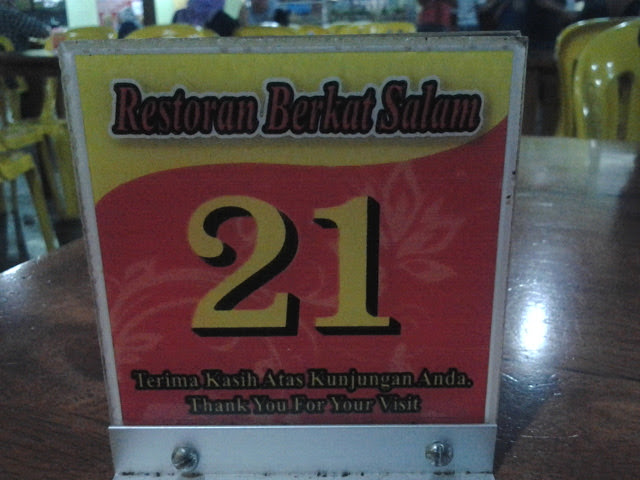 Restoran Berkat Salam
21
Terima Kasih Atas Kunjungan Anda.
Thank You For Your Visit